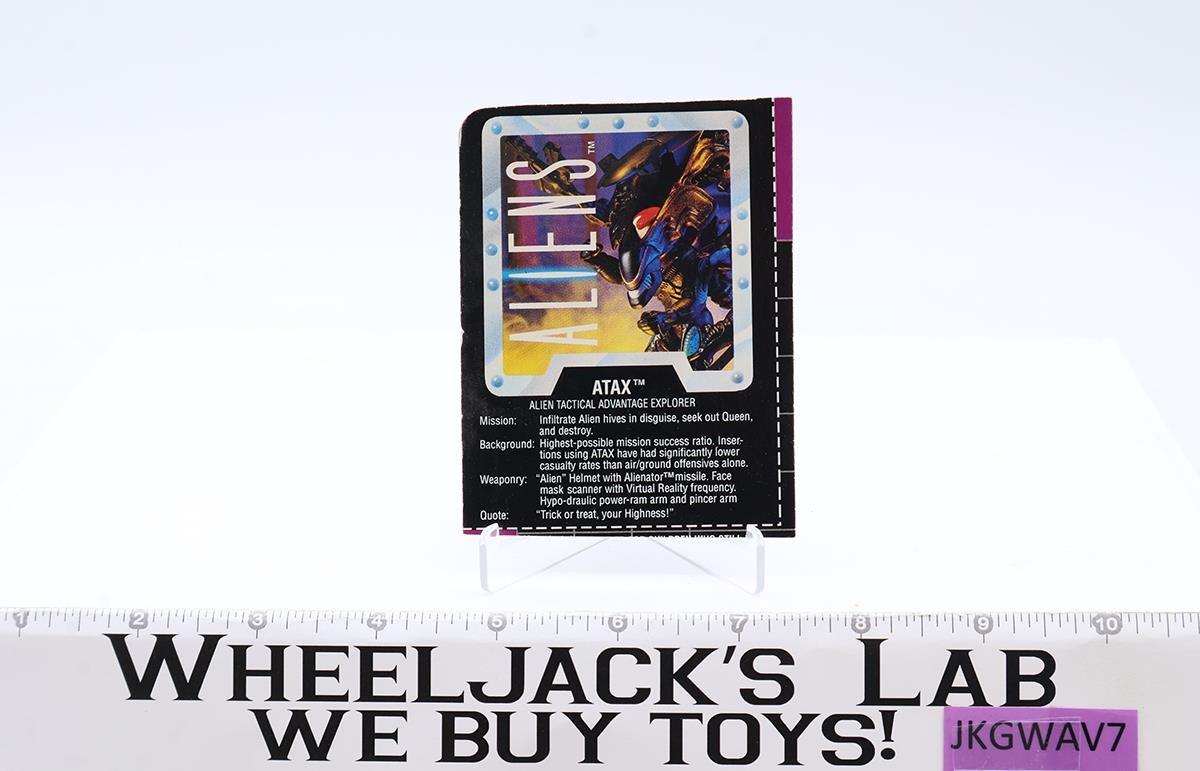 ALIENS™
ATAX™
ALIEN TACTICAL ADVANTAGE EXPLORER
Mission: Infiltrate Alien hives in disguise, seek out Queen,
and destroy.
Background: Highest-possible mission success ratio. Inser-
tions using ATAX have had significantly lower
casualty rates than air/ground offensives alone.
Weaponry: "Alien" Helmet with Alienator™ missile. Face
mask scanner with Virtual Reality frequency.
Hypo-draulic power-ram arm and pincer arm
Quote: "Trick or treat, your Highness!"
1 2 3 4 5 6 7 8 9 10
WHEELJACK'S LAB
WE BUY TOYS!
JKGWAV7